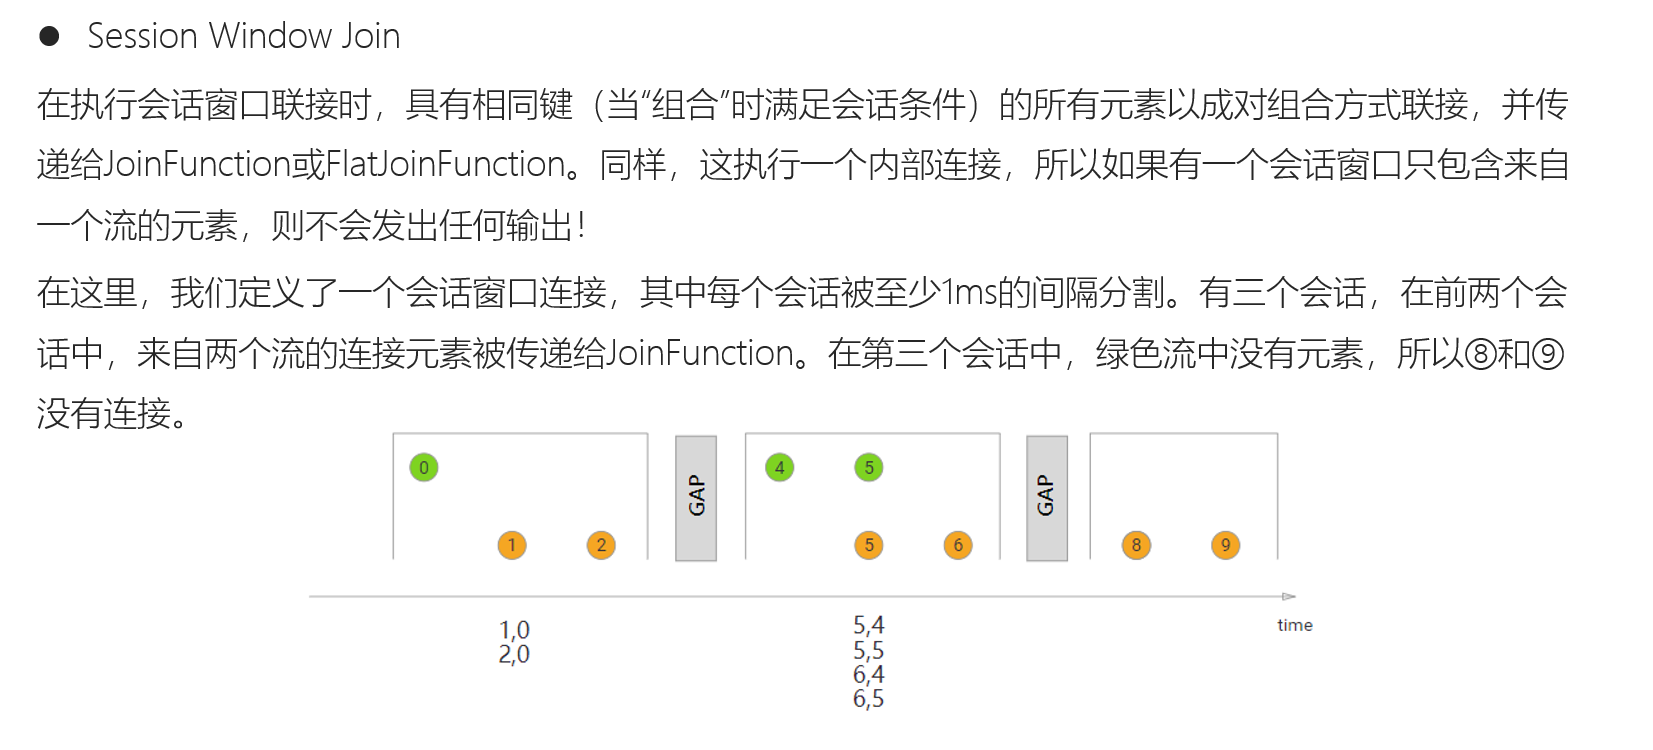 ● Session Window Join
在执行会话窗口联接时，具有相同键（当“组合”时满足会话条件）的所有元素以成对组合方式联接，并传
递给JoinFunction或FlatJoinFunction。同样，这执行一个内部连接，所以如果有一个会话窗口只包含来自
一个流的元素，则不会发出任何输出！
在这里，我们定义了一个会话窗口连接，其中每个会话被至少1ms的间隔分割。有三个会话，在前两个会
话中，来自两个流的连接元素被传递给JoinFunction。在第三个会话中，绿色流中没有元素，所以⑧和⑨
没有连接。
0
1
2
GAP
4
5
5
6
GAP
8
9
1,0
2,0
5,4
5,5
6,4
6,5
time